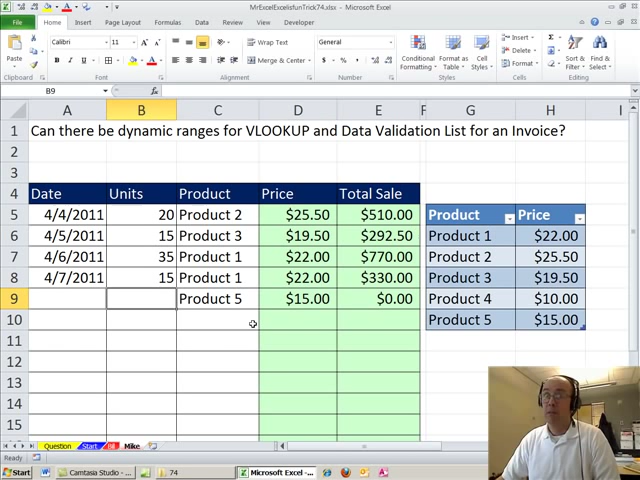 MrExcelExcelisfunTrick74.xlsx - Microsoft Excel
File Home Insert Page Layout Formulas Data Review View Developer
Calibri 11 Wrap Text General Insert Σ
Paste B I U Merge & Center $ % , Conditional Formatting Format as Table Cell Styles Delete Format Sort & Filter Find & Select
Clipboard Font Alignment Number Styles Cells Editing
B9 fx
A B C D E F G H I
1 Can there be dynamic ranges for VLOOKUP and Data Validation List for an Invoice?
2
3
4 Date Units Product Price Total Sale
5 4/4/2011 20 Product 2 $25.50 $510.00 Product Price
6 4/5/2011 15 Product 3 $19.50 $292.50 Product 1 $22.00
7 4/6/2011 35 Product 1 $22.00 $770.00 Product 2 $25.50
8 4/7/2011 15 Product 1 $22.00 $330.00 Product 3 $19.50
9 Product 5 $15.00 $0.00 Product 4 $10.00
10 Product 5 $15.00
11
12
13
14
15
Question Start Bill Mike
Ready
Start Camtasia Studio - ... 74 Microsoft Excel